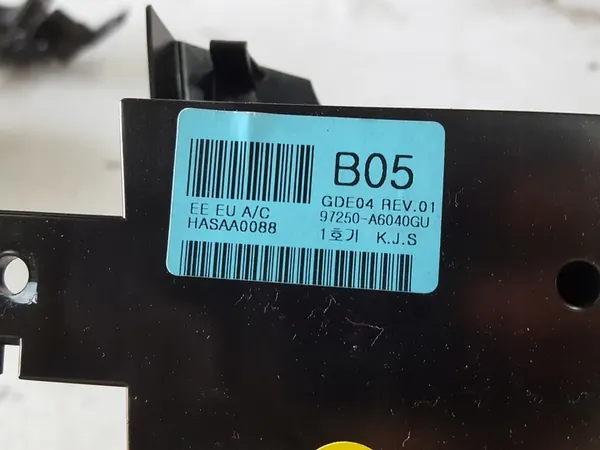 B05
GDE04 REV.01
EE EU A/C
97250-A6040GU
HASAA0088
1호기 K.J.S